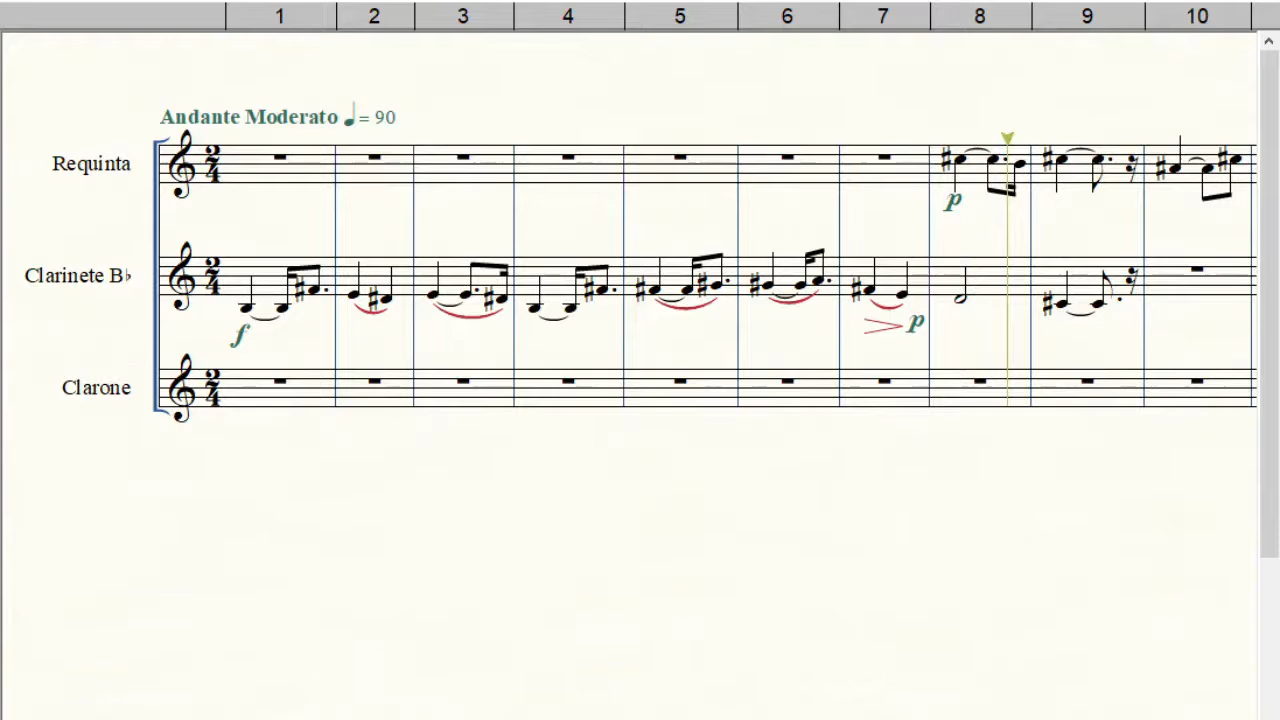 1 2 3 4 5 6 7 8 9 10
Andante Moderato ♩= 90
Requinta
p
Clarinete B♭
f
p
Clarone